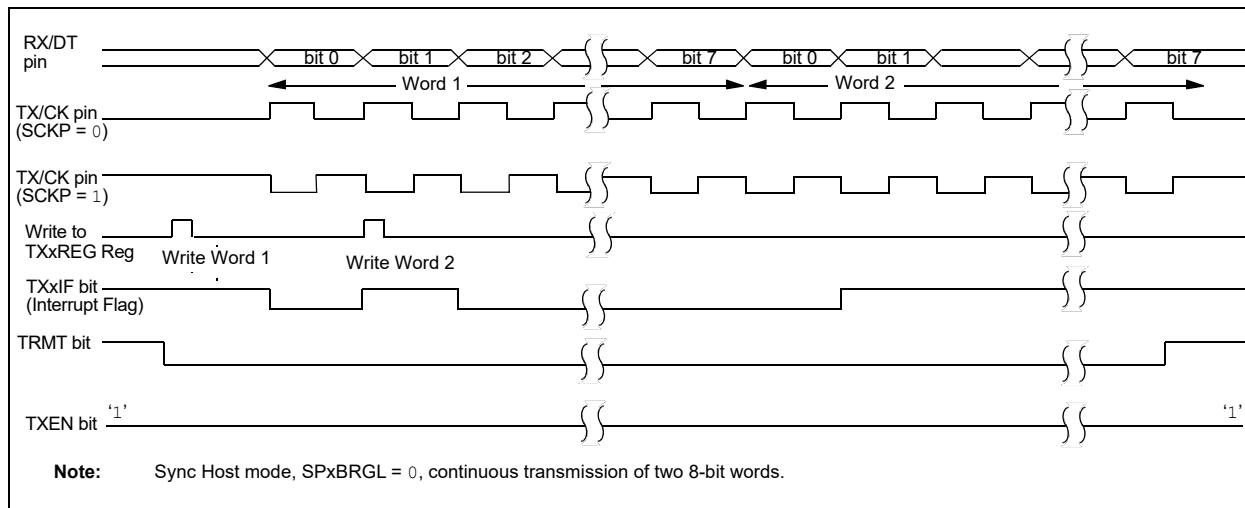 RX/DT
pin
bit 0 bit 1 bit 2 bit 7 bit 0 bit 1 bit 7
Word 1 Word 2
TX/CK pin
(SCKP = 0)
TX/CK pin
(SCKP = 1)
Write to
TXxREG Reg
Write Word 1 Write Word 2
TXxIF bit
(Interrupt Flag)
TRMT bit
TXEN bit ‘1’ ‘1’
Note: Sync Host mode, SPxBRGL = 0, continuous transmission of two 8-bit words.